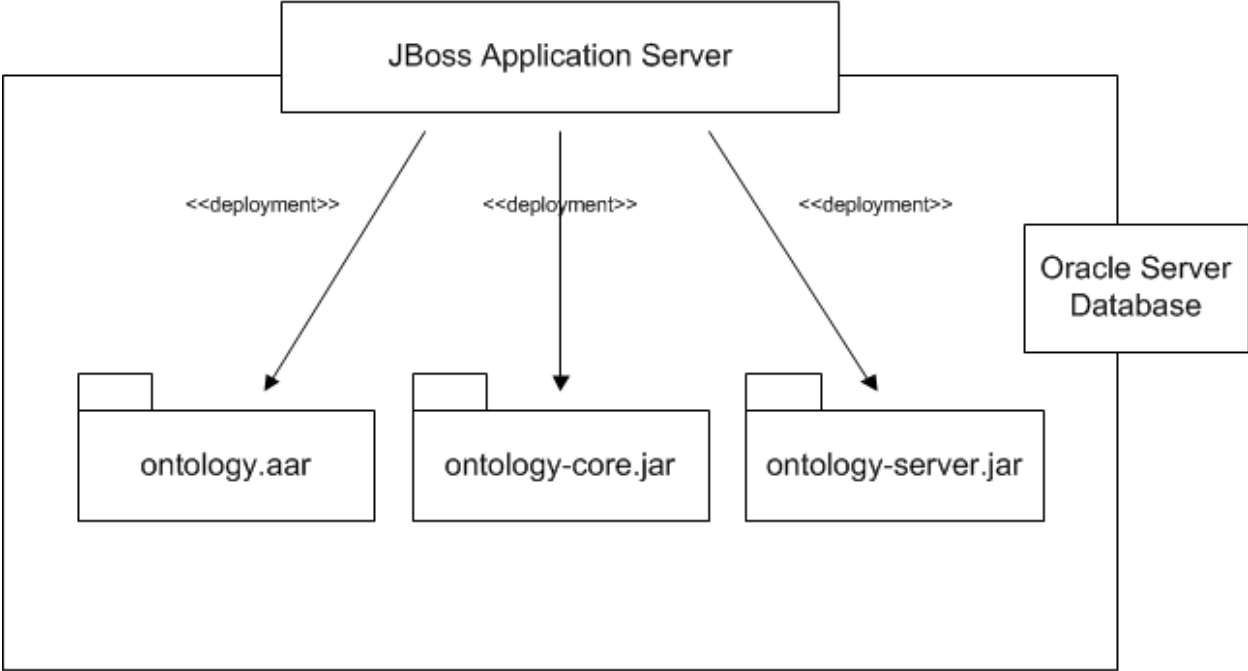 JBoss Application Server
<<deployment>> <<deployment>> <<deployment>>
Oracle Server
Database
ontology.aar ontology-core.jar ontology-server.jar